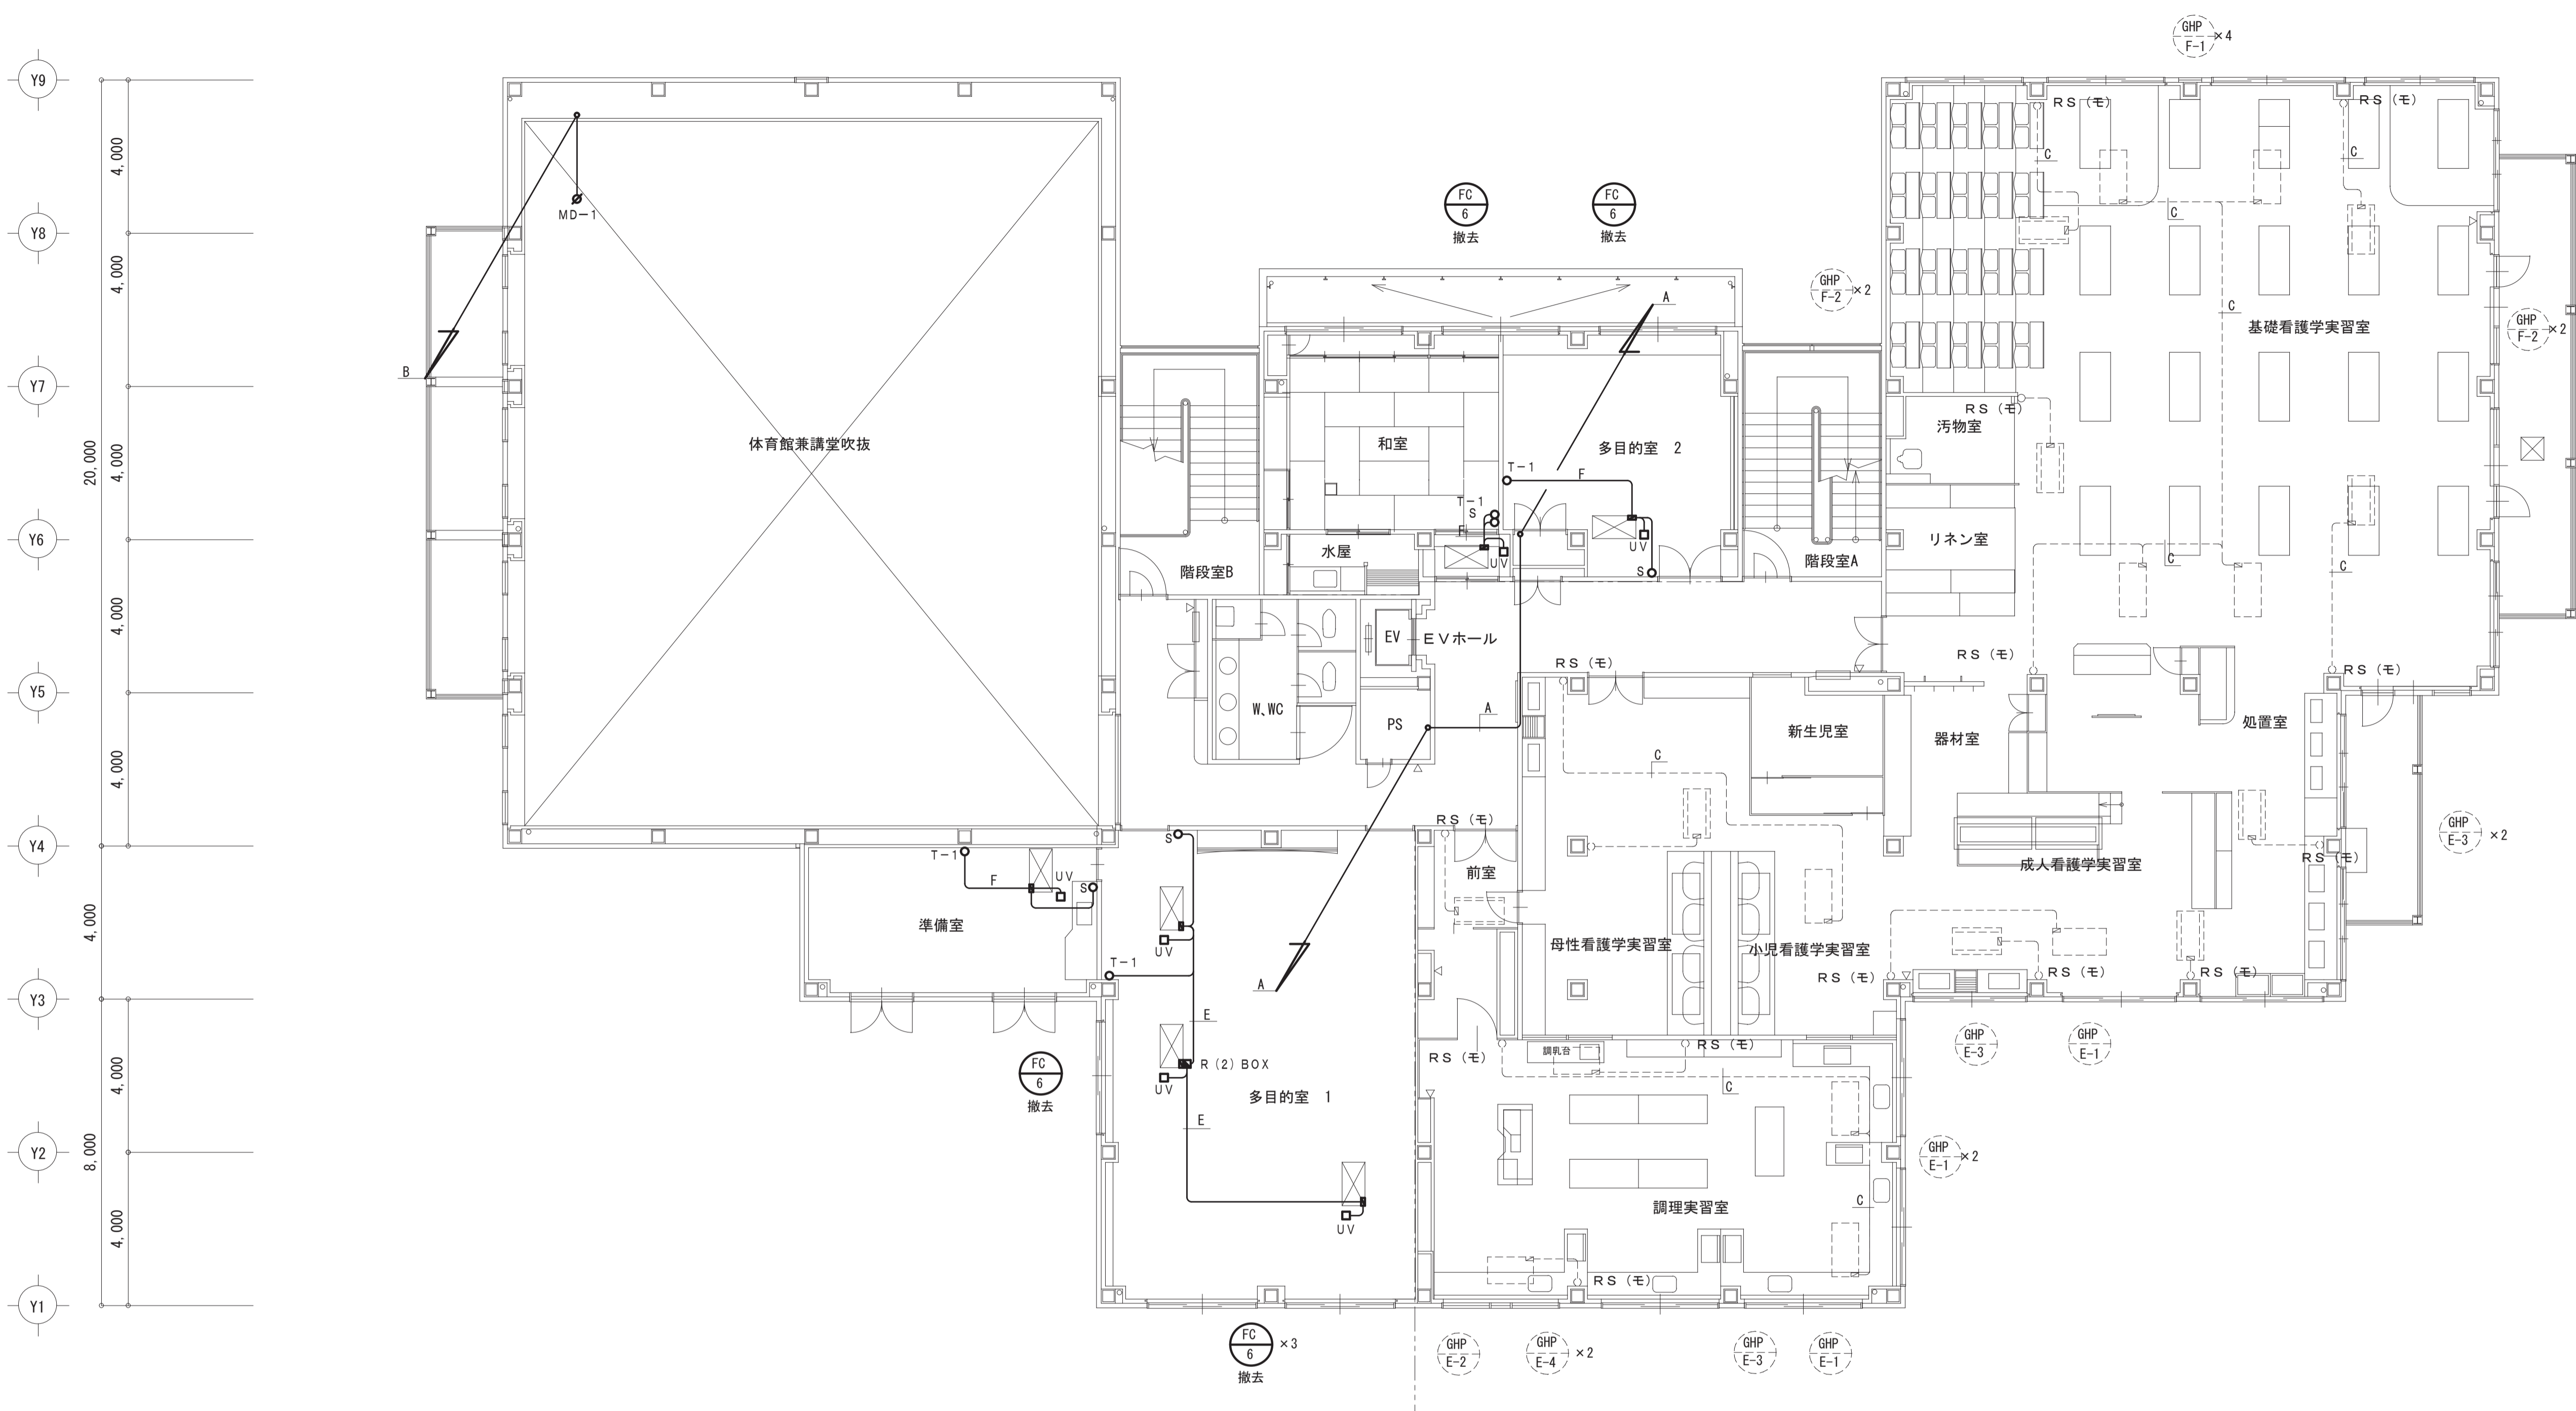 GHP
F-1
×4
Y9
RS（モ）
RS（モ）
4,000
C
C
FC
6
撤去
FC
6
撤去
MD-1
C
Y8
4,000
GHP
F-2
×2
A
C
基礎看護学実習室
GHP
F-2
×2
B
Y7
RS（モ）
汚物室
体育館兼講堂吹抜
和室
多目的室　2
20,000
4,000
T-1
F
T-1
S
F
UV
UV
S
Y6
水屋
階段室B
階段室A
リネン室
C
C
4,000
EV
EVホール
RS（モ）
RS（モ）
RS（モ）
Y5
W、WC
PS
A
新生児室
器材室
処置室
C
4,000
RS（モ）
S
GHP
E-3
×2
Y4
T-1
UV
S
F
前室
RS（モ）
成人看護学実習室
4,000
準備室
UV
母性看護学実習室
小児看護学実習室
T-1
RS（モ）
RS（モ）
RS（モ）
A
Y3
E
GHP
E-3
GHP
E-1
FC
6
撤去
R（2）BOX
UV
RS（モ）
調乳台
RS（モ）
C
4,000
多目的室　1
E
8,000
Y2
GHP
E-1
×2
C
調理実習室
4,000
UV
RS（モ）
Y1
FC
6
×3
撤去
GHP
E-2
GHP
E-4
×2
GHP
E-3
GHP
E-1